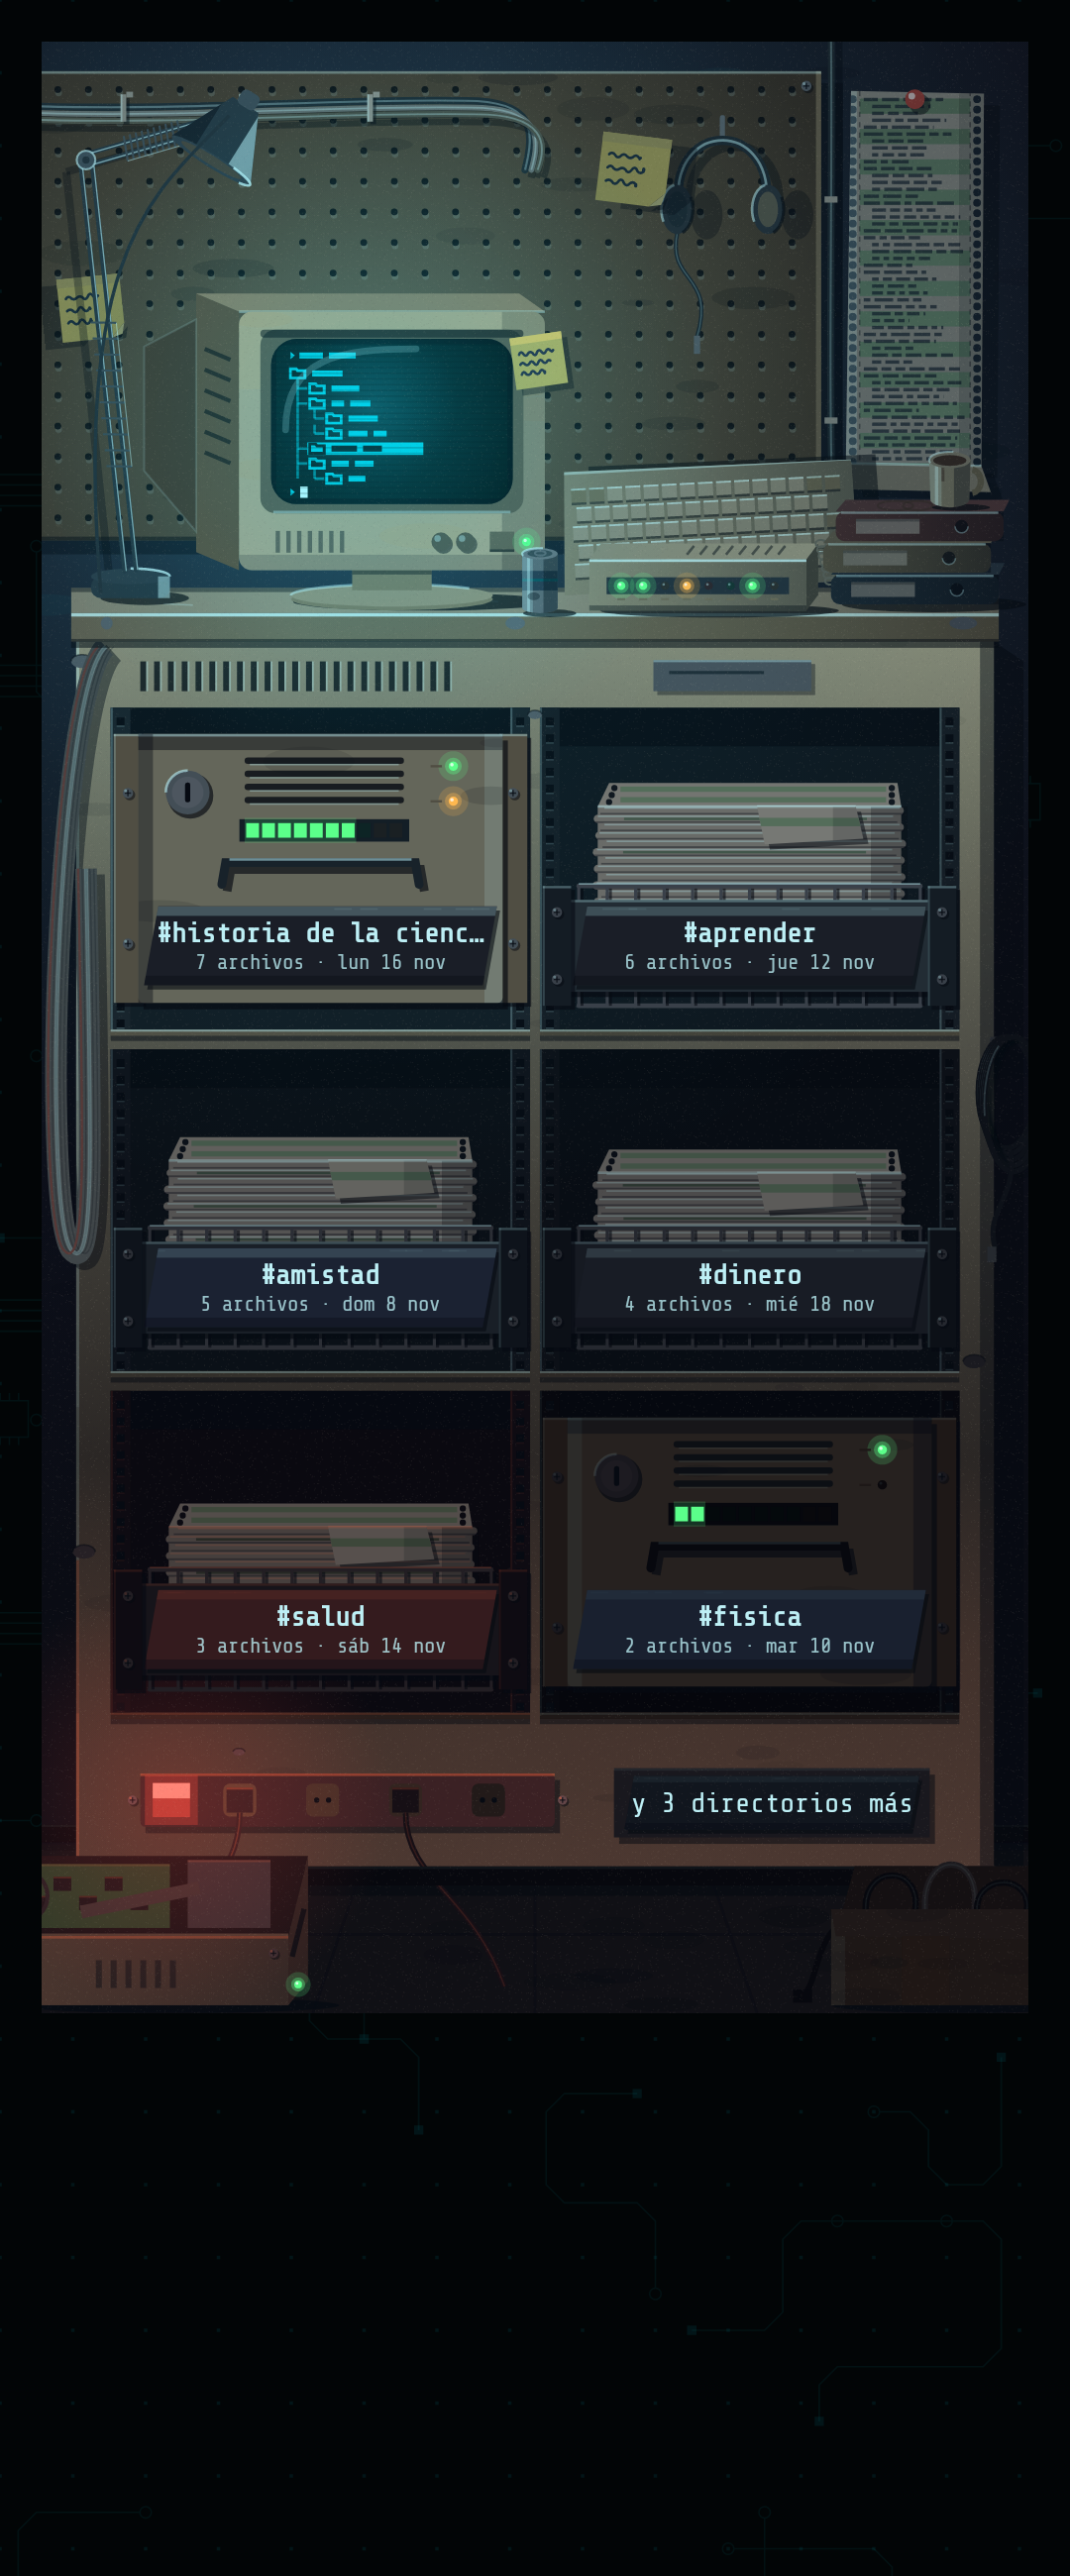 #historia de la cienc…
7 archivos · lun 16 nov
#aprender
6 archivos · jue 12 nov
#amistad
5 archivos · dom 8 nov
#dinero
4 archivos · mié 18 nov
#salud
3 archivos · sáb 14 nov
#fisica
2 archivos · mar 10 nov
y 3 directorios más